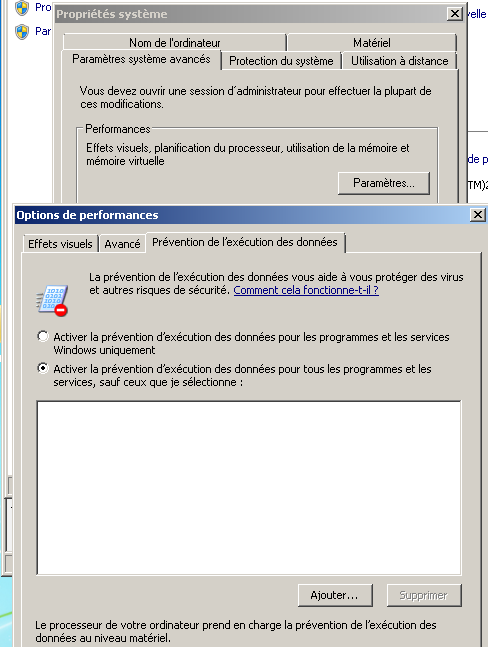 Pro
Par
Propriétés système
velle
Nom de l'ordinateur
Matériel
Paramètres système avancés
Protection du système
Utilisation à distance
Vous devez ouvrir une session d'administrateur pour effectuer la plupart de
ces modifications.
Performances
Effets visuels, planification du processeur, utilisation de la mémoire et
mémoire virtuelle
de p
TM)2
Paramètres...
Options de performances
Effets visuels
Avancé
Prévention de l'exécution des données
La prévention de l'exécution des données vous aide à vous protéger des virus
et autres risques de sécurité. Comment cela fonctionne-t-il ?
Activer la prévention d'exécution des données pour les programmes et les services
Windows uniquement
Activer la prévention d'exécution des données pour tous les programmes et les
services, sauf ceux que je sélectionne :
Ajouter...
Supprimer
Le processeur de votre ordinateur prend en charge la prévention de l'exécution des
données au niveau matériel.